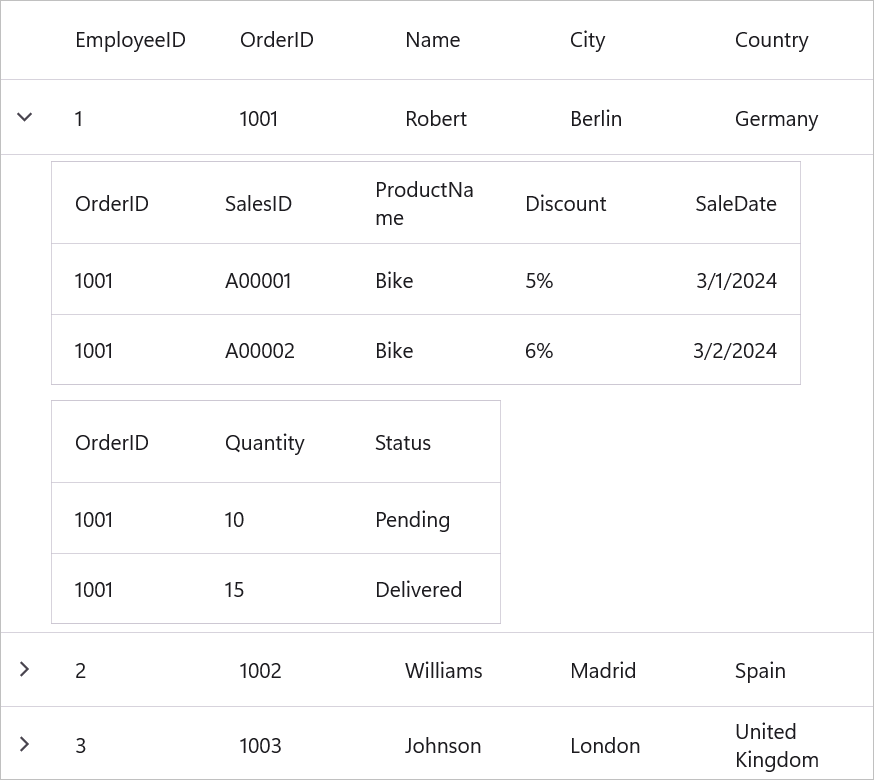 EmployeeID OrderID Name City Country
1 1001 Robert Berlin Germany
OrderID SalesID ProductNa
me Discount SaleDate
1001 A00001 Bike 5% 3/1/2024
1001 A00002 Bike 6% 3/2/2024
OrderID Quantity Status
1001 10 Pending
1001 15 Delivered
2 1002 Williams Madrid Spain
3 1003 Johnson London United
Kingdom